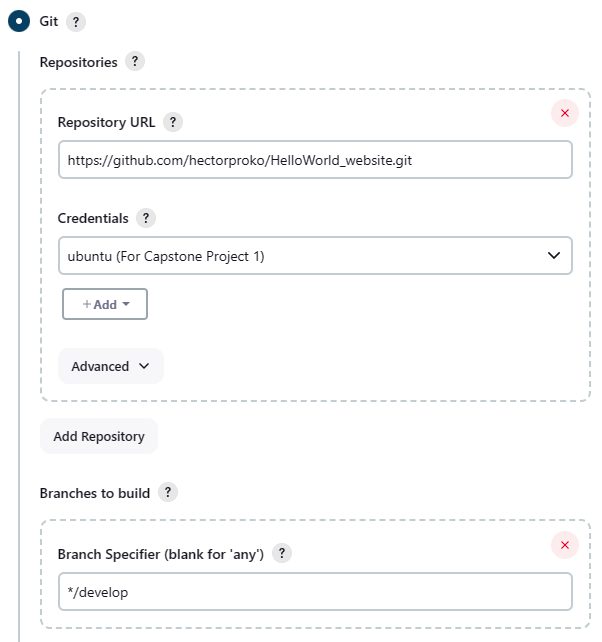 Git ?
Repositories ?
Repository URL ?
https://github.com/hectorproko/HelloWorld_website.git
Credentials ?
ubuntu (For Capstone Project 1)
+ Add
Advanced
Add Repository
Branches to build ?
Branch Specifier (blank for 'any') ?
*/develop